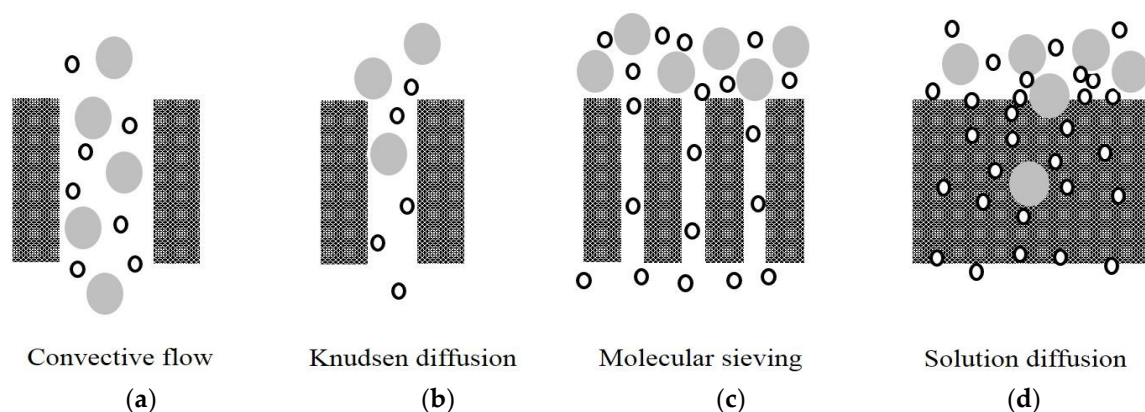 Convective flow Knudsen diffusion Molecular sieving Solution diffusion
(a) (b) (c) (d)